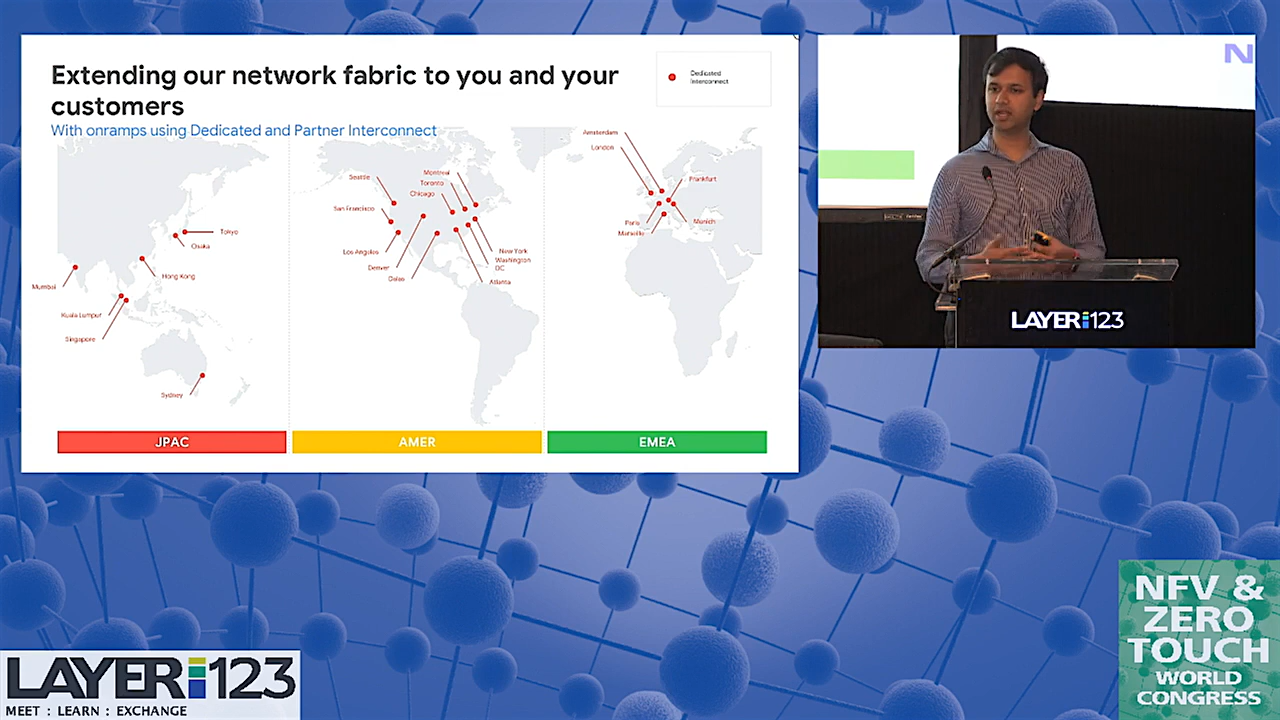 Extending our network fabric to you and your
customers
With onramps using Dedicated and Partner Interconnect
Dedicated
Interconnect
Mumbai
Kuala Lumpur
Singapore
Sydney
Hong Kong
Osaka
Tokyo
Seattle
San Francisco
Los Angeles
Denver
Dallas
Montreal
Toronto
Chicago
New York
Washington
DC
Atlanta
Amsterdam
London
Frankfurt
Paris
Marseille
Munich
JPAC
AMER
EMEA
N
LAYER123
LAYER123
MEET : LEARN : EXCHANGE
NFV &
ZERO
TOUCH
WORLD
CONGRESS